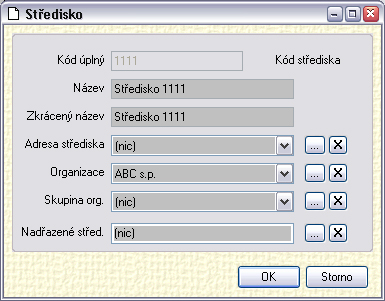 Středisko
Kód úplný 1111 Kód střediska
Název Středisko 1111
Zkrácený název Středisko 1111
Adresa střediska (nic) ... X
Organizace ABC s.p. ... X
Skupina org. (nic) ... X
Nadřazené střed. (nic) ... X
OK Storno